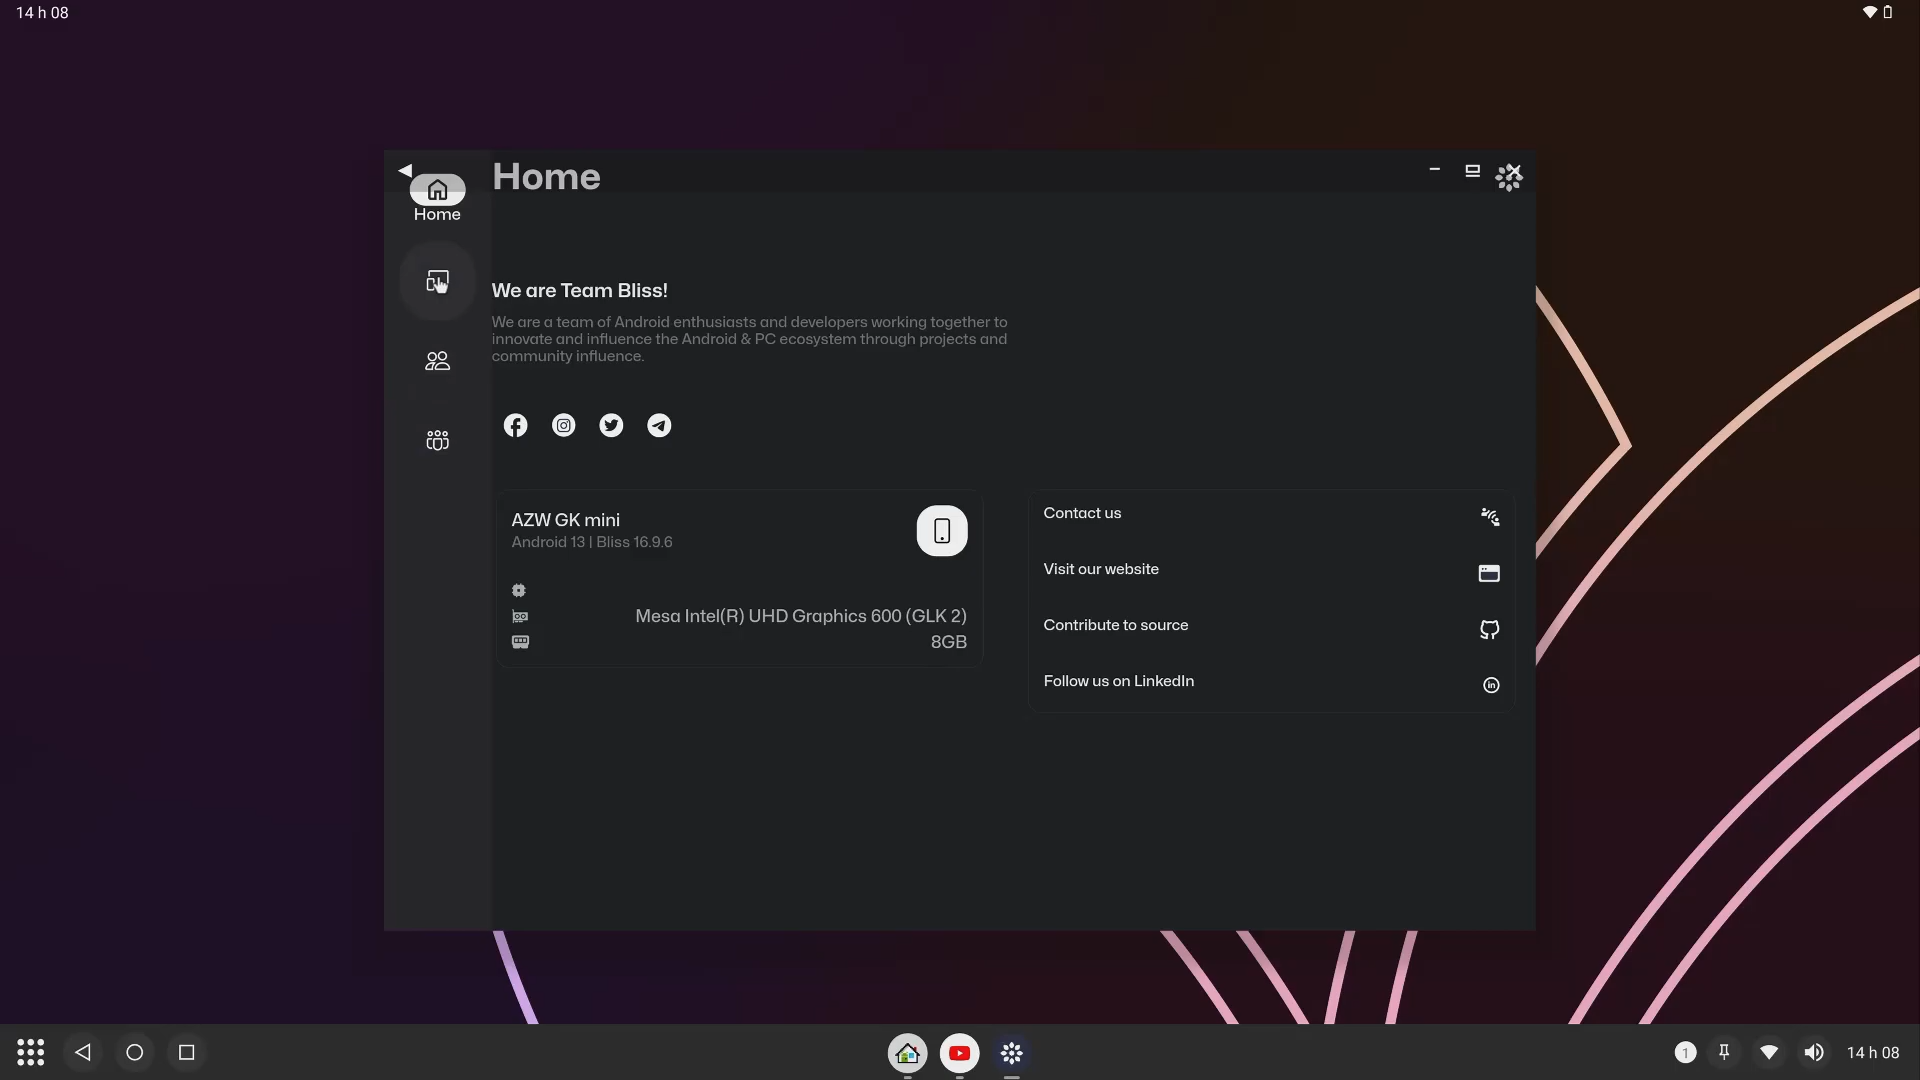 14 h 08
Home
Home
We are Team Bliss!
We are a team of Android enthusiasts and developers working together to
innovate and influence the Android & PC ecosystem through projects and
community influence.
AZW GK mini
Android 13 | Bliss 16.9.6
Mesa Intel(R) UHD Graphics 600 (GLK 2)
8GB
Contact us
Visit our website
Contribute to source
Follow us on LinkedIn
1
14 h 08